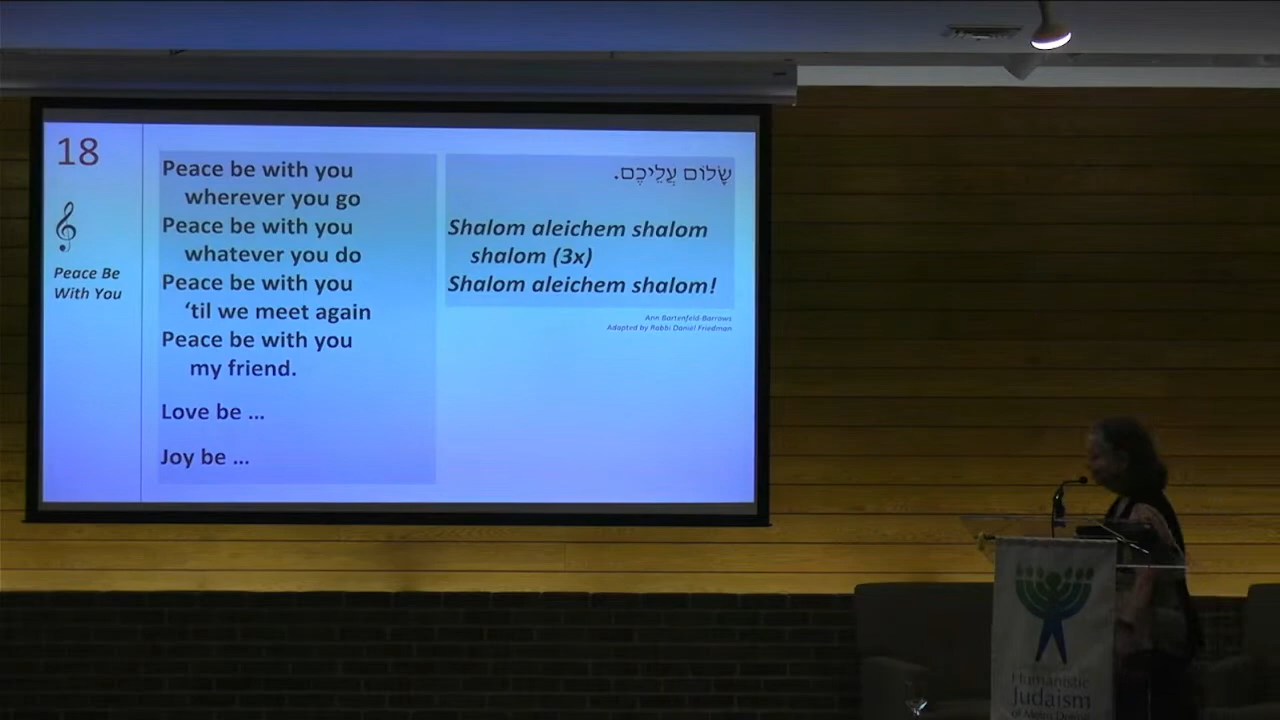 18
Peace Be
With You
Peace be with you
wherever you go
Peace be with you
whatever you do
Peace be with you
‘til we meet again
Peace be with you
my friend.
Love be ...
Joy be ...
שָׁלוֹם עֲלֵיכֶם.
Shalom aleichem shalom
shalom (3x)
Shalom aleichem shalom!
Ann Bartenfeld-Barrows
Adapted by Rabbi Daniel Friedman
Humanistic
Judaism
of Metro Detroit